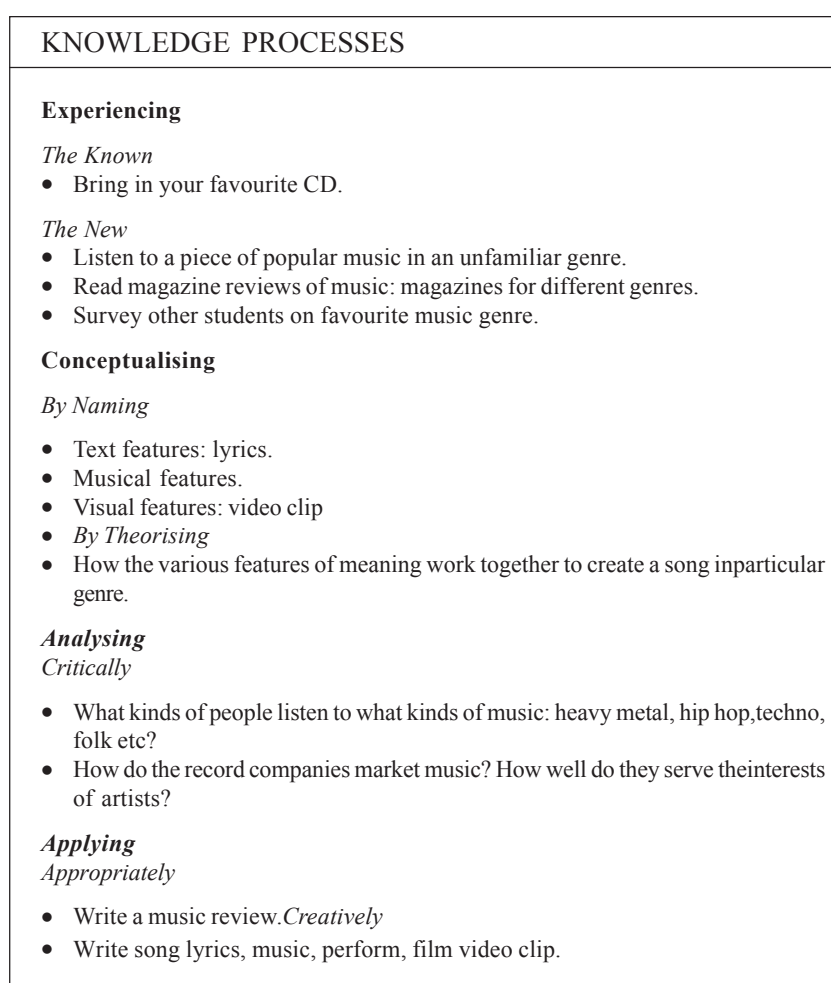 KNOWLEDGE PROCESSES
Experiencing
The Known
• Bring in your favourite CD.
The New
• Listen to a piece of popular music in an unfamiliar genre.
• Read magazine reviews of music: magazines for different genres.
• Survey other students on favourite music genre.
Conceptualising
By Naming
• Text features: lyrics.
• Musical features.
• Visual features: video clip
• By Theorising
• How the various features of meaning work together to create a song inparticular
genre.
Analysing
Critically
• What kinds of people listen to what kinds of music: heavy metal, hip hop,techno,
folk etc?
• How do the record companies market music? How well do they serve theinterests
of artists?
Applying
Appropriately
• Write a music review.Creatively
• Write song lyrics, music, perform, film video clip.